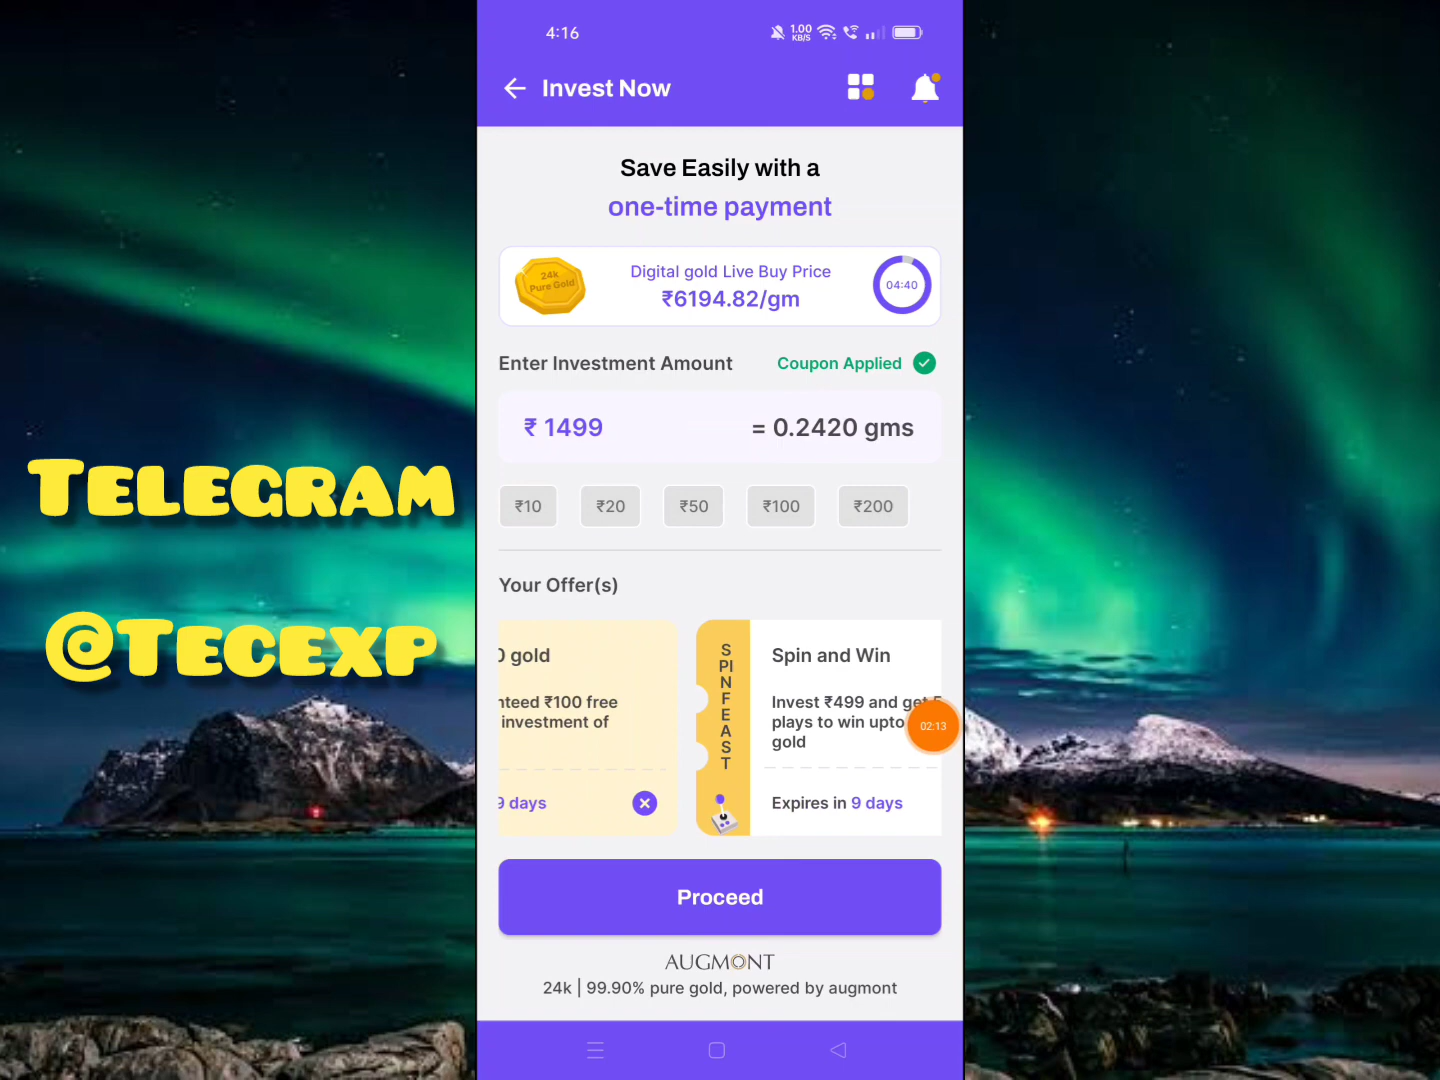 4:16
1.00
KB/S
Invest Now
Save Easily with a
one-time payment
24k
Pure Gold
Digital gold Live Buy Price
₹6194.82/gm
04:40
Enter Investment Amount
Coupon Applied
₹ 1499
= 0.2420 gms
₹10
₹20
₹50
₹100
₹200
Your Offer(s)
gold
₹100 free
investment of
9 days
SPINFEAST
Spin and Win
Invest ₹499 and get
plays to win upto
gold
Expires in 9 days
02:13
Proceed
AUGMONT
24k | 99.90% pure gold, powered by augmont
TELEGRAM
@TECEXP